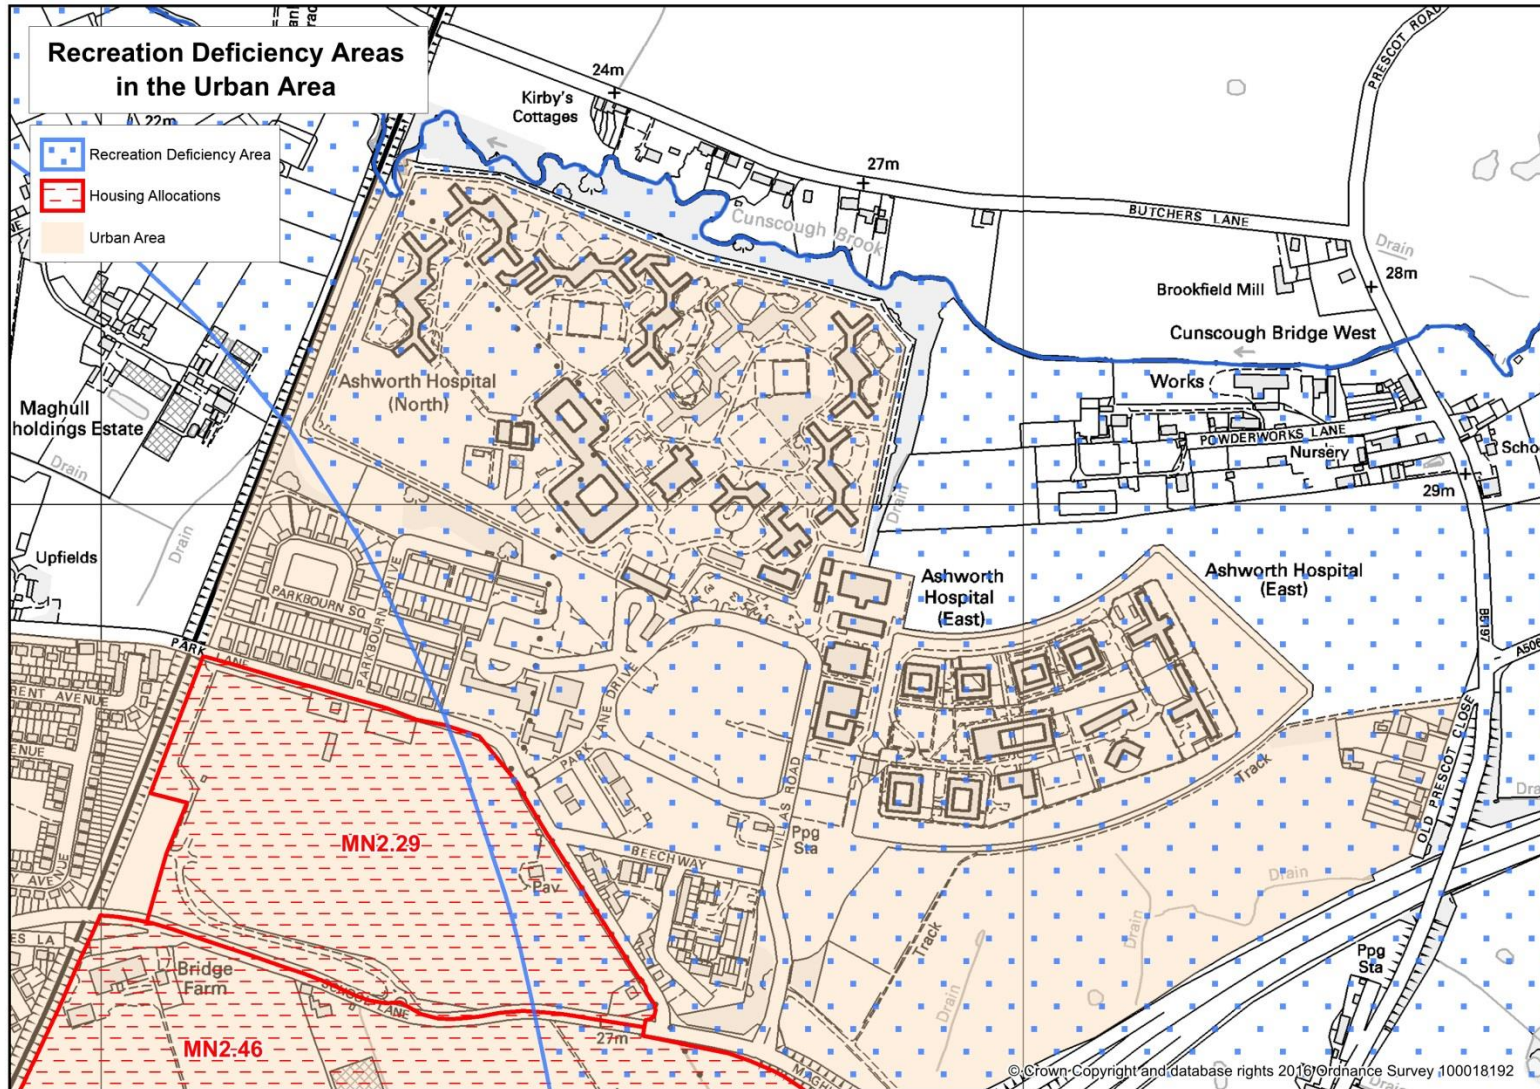 Recreation Deficiency Areas
in the Urban Area
Recreation Deficiency Area
Housing Allocations
Urban Area
22m
24m
Kirby's
Cottages
27m
Cunscough Brook
BUTCHERS LANE
PRESCOT ROAD
Drain
28m
Brookfield Mill
Cunscough Bridge West
Works
POWDERWORKS LANE
Nursery
29m
Ashworth Hospital
(North)
Maghull
holdings Estate
Drain
Drain
Upfields
Drain
PARKBOURN SQ
PARKBOURN DRIVE
PARK LANE
Ashworth
Hospital
(East)
Ashworth Hospital
(East)
B5197
AVENUE
PARK LANE DRIVE
VILLAS ROAD
Ppg
Sta
BEECHWAY
Pav
Track
Track
OLD PRESCOT CLOSE
Drain
Drain
Drain
Ppg
Sta
MN2.29
Bridge
Farm
SCHOOL LANE
27m
MN2.46
© Crown Copyright and database rights 2016 Ordnance Survey 100018192